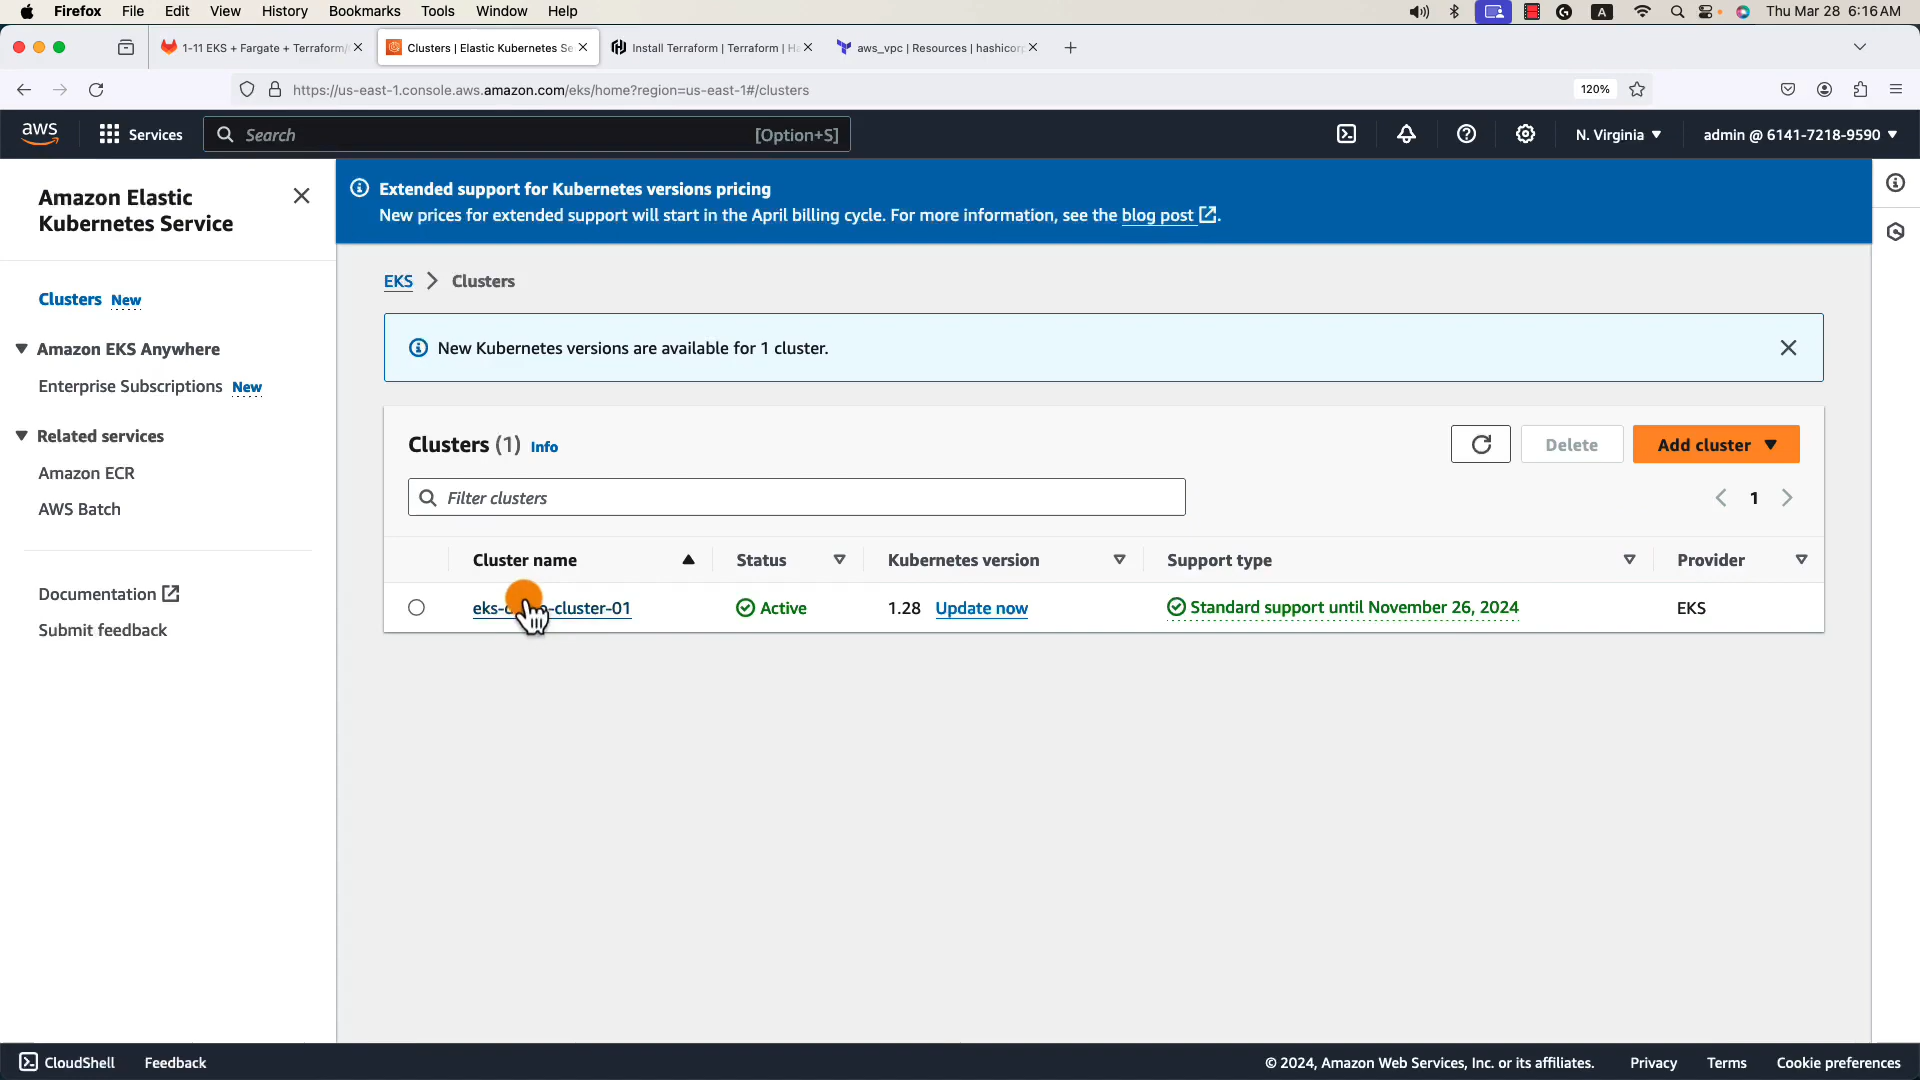 Firefox File Edit View History Bookmarks Tools Window Help
A
Thu Mar 28 6:16 AM
1-11 EKS + Fargate + Terraform/
Clusters | Elastic Kubernetes Se
Install Terraform | Terraform | Ha
aws_vpc | Resources | hashicorp
https://us-east-1.console.aws.amazon.com/eks/home?region=us-east-1#/clusters
120%
aws
Services
Search
[Option+S]
N. Virginia
admin @ 6141-7218-9590
Amazon Elastic
Kubernetes Service
Clusters New
Amazon EKS Anywhere
Enterprise Subscriptions New
Related services
Amazon ECR
AWS Batch
Documentation
Submit feedback
Extended support for Kubernetes versions pricing
New prices for extended support will start in the April billing cycle. For more information, see the blog post.
EKS Clusters
New Kubernetes versions are available for 1 cluster.
Clusters (1) Info
Delete
Add cluster
Filter clusters
1
Cluster name Status Kubernetes version Support type Provider
-cluster-01 Active 1.28 Update now Standard support until November 26, 2024 EKS
CloudShell Feedback
© 2024, Amazon Web Services, Inc. or its affiliates. Privacy Terms Cookie preferences